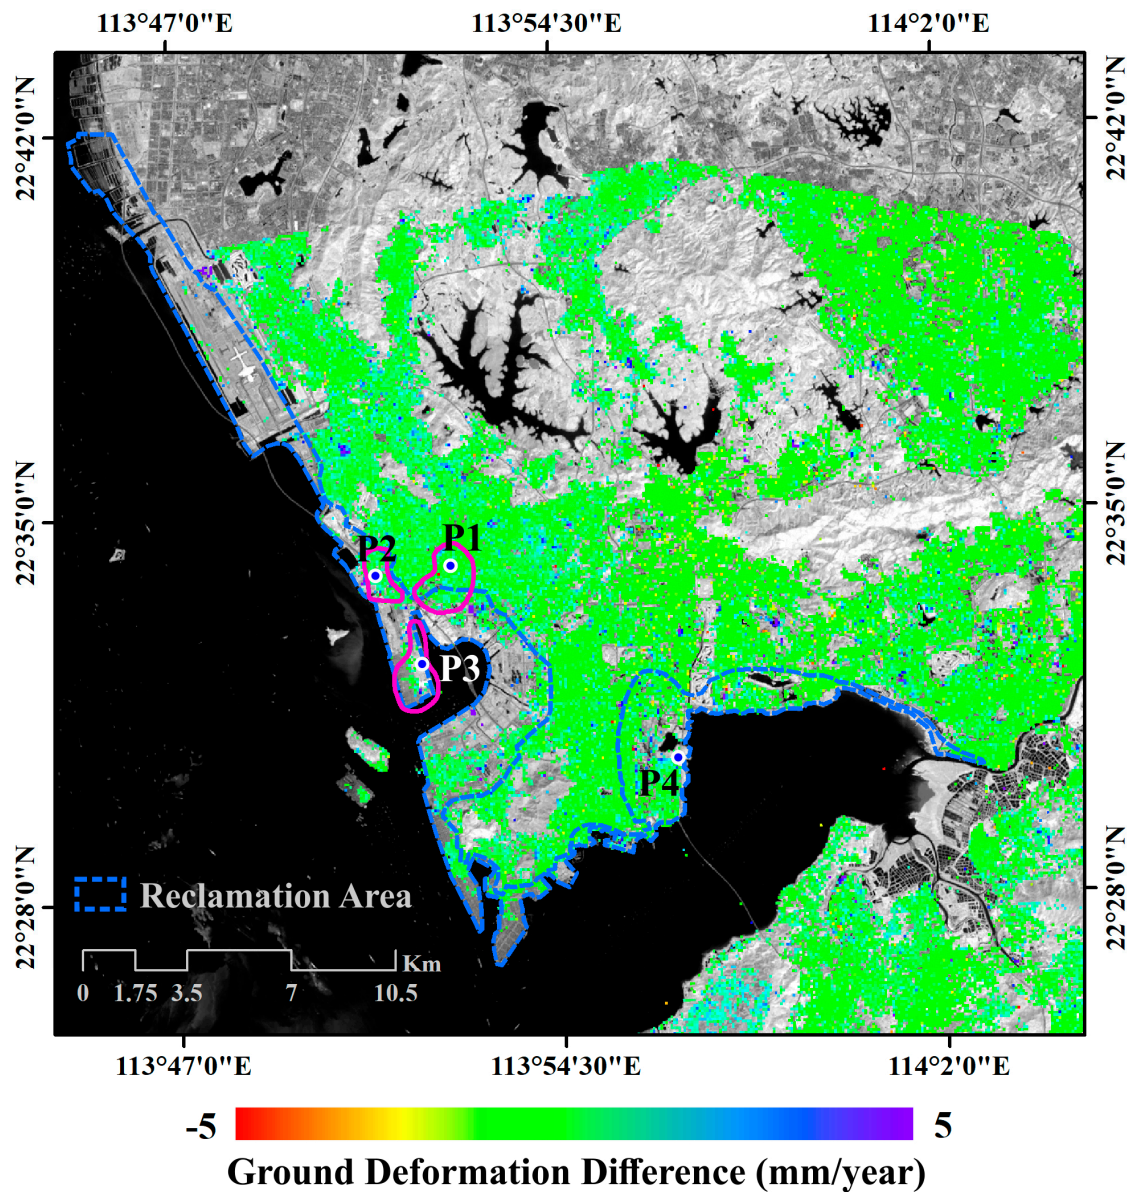 113°47'0"E 113°54'30"E 114°2'0"E
22°42'0"N 22°42'0"N
22°35'0"N 22°35'0"N
P2 P1
P3
P4
22°28'0"N 22°28'0"N
Reclamation Area
Km
0 1.75 3.5 7 10.5
113°47'0"E 113°54'30"E 114°2'0"E
-5 5
Ground Deformation Difference (mm/year)